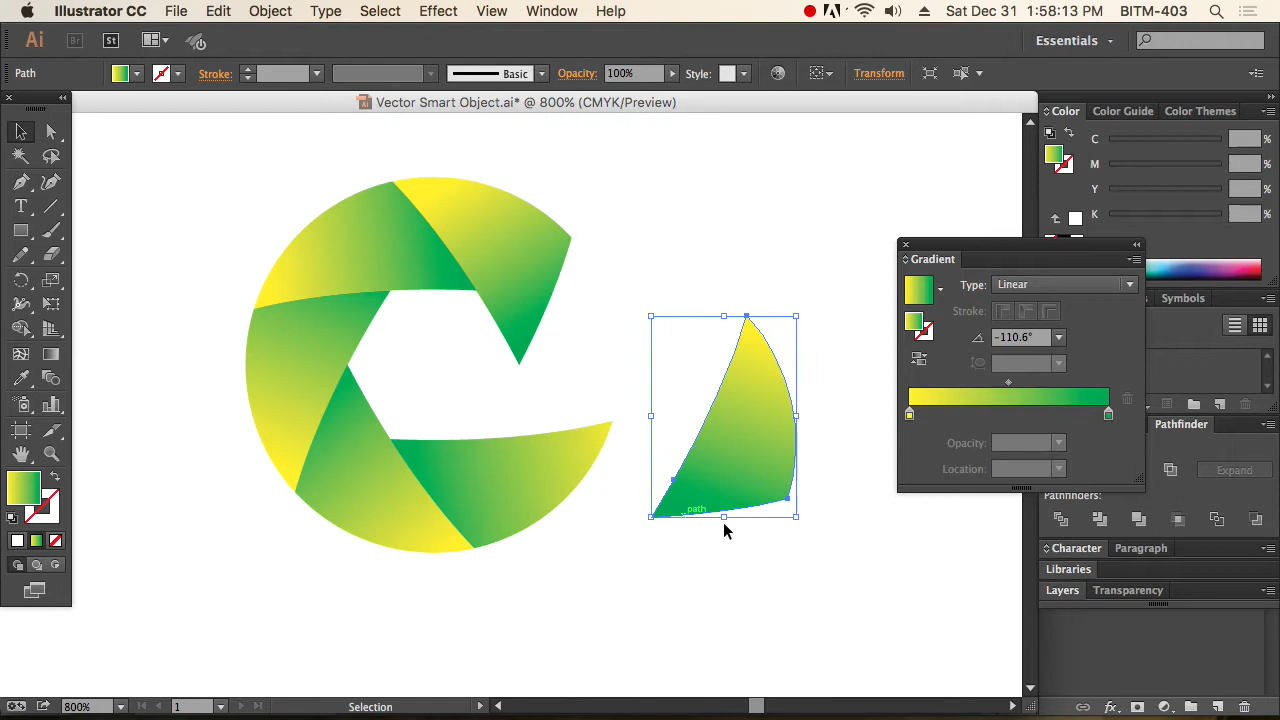 Illustrator CC File Edit Object Type Select Effect View Window Help Sat Dec 31 1:58:13 PM BITM-403
Ai Br St Essentials
Path Stroke: Basic Opacity: 100% Style: Transform
Vector Smart Object.ai* @ 800% (CMYK/Preview)
Color Color Guide Color Themes
C %
M %
Y %
K %
Gradient
Type: Linear
Stroke:
-110.6°
Opacity:
Location:
Symbols
Pathfinder
Expand
Pathfinders:
path
Character Paragraph
Libraries
Layers Transparency
800% 1 Selection
fx